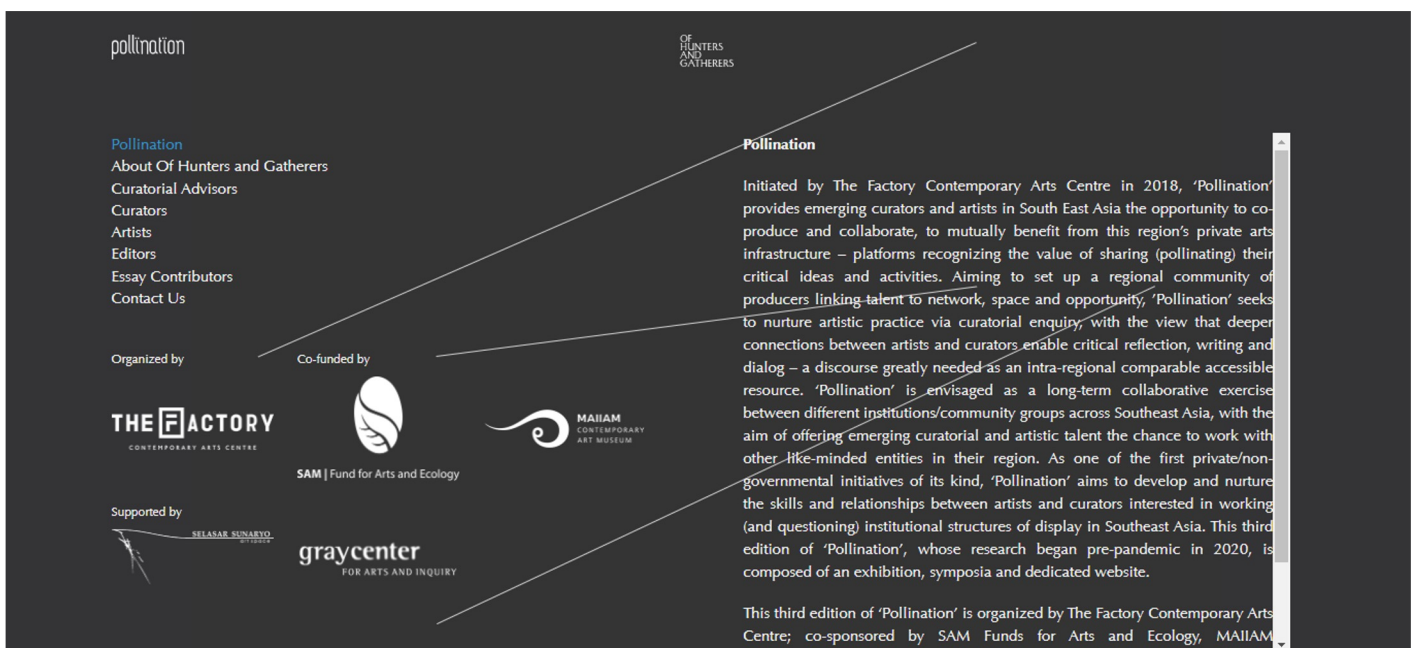 pollïnatïon
OF
HUNTERS
AND
GATHERERS
Pollination
About Of Hunters and Gatherers
Curatorial Advisors
Curators
Artists
Editors
Essay Contributors
Contact Us
Organized by
THE FACTORY
CONTEMPORARY ARTS CENTRE
Co-funded by
SAM | Fund for Arts and Ecology
MAIIAM
CONTEMPORARY
ART MUSEUM
Supported by
SELASAR SUNARYO
ARTSPACE
graycenter
FOR ARTS AND INQUIRY
Pollination
Initiated by The Factory Contemporary Arts Centre in 2018, ‘Pollination’
provides emerging curators and artists in South East Asia the opportunity to co-
produce and collaborate, to mutually benefit from this region’s private arts
infrastructure – platforms recognizing the value of sharing (pollinating) their
critical ideas and activities. Aiming to set up a regional community of
producers linking talent to network, space and opportunity, ’Pollination’ seeks
to nurture artistic practice via curatorial enquiry, with the view that deeper
connections between artists and curators enable critical reflection, writing and
dialog – a discourse greatly needed as an intra-regional comparable accessible
resource. ‘Pollination’ is envisaged as a long-term collaborative exercise
between different institutions/community groups across Southeast Asia, with the
aim of offering emerging curatorial and artistic talent the chance to work with
other like-minded entities in their region. As one of the first private/non-
governmental initiatives of its kind, ‘Pollination’ aims to develop and nurture
the skills and relationships between artists and curators interested in working
(and questioning) institutional structures of display in Southeast Asia. This third
edition of ‘Pollination’, whose research began pre-pandemic in 2020, is
composed of an exhibition, symposia and dedicated website.
This third edition of ‘Pollination’ is organized by The Factory Contemporary Arts
Centre; co-sponsored by SAM Funds for Arts and Ecology, MAIIAM